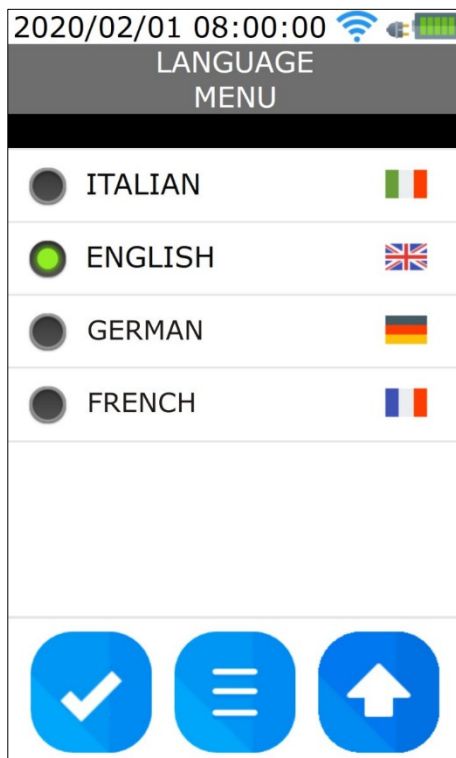 2020/02/01 08:00:00
LANGUAGE
MENU
ITALIAN
ENGLISH
GERMAN
FRENCH